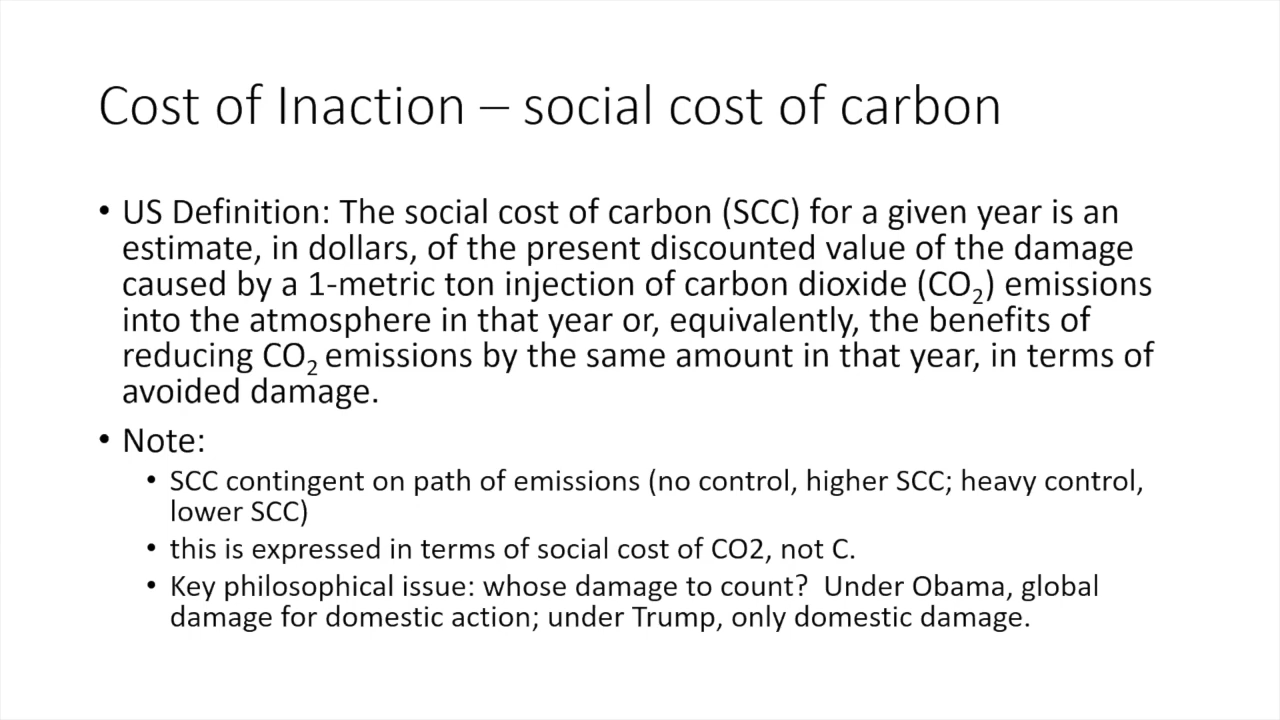 Cost of Inaction – social cost of carbon
• US Definition: The social cost of carbon (SCC) for a given year is an
estimate, in dollars, of the present discounted value of the damage
caused by a 1-metric ton injection of carbon dioxide (CO₂) emissions
into the atmosphere in that year or, equivalently, the benefits of
reducing CO₂ emissions by the same amount in that year, in terms of
avoided damage.
• Note:
• SCC contingent on path of emissions (no control, higher SCC; heavy control,
lower SCC)
• this is expressed in terms of social cost of CO2, not C.
• Key philosophical issue: whose damage to count?  Under Obama, global
damage for domestic action; under Trump, only domestic damage.